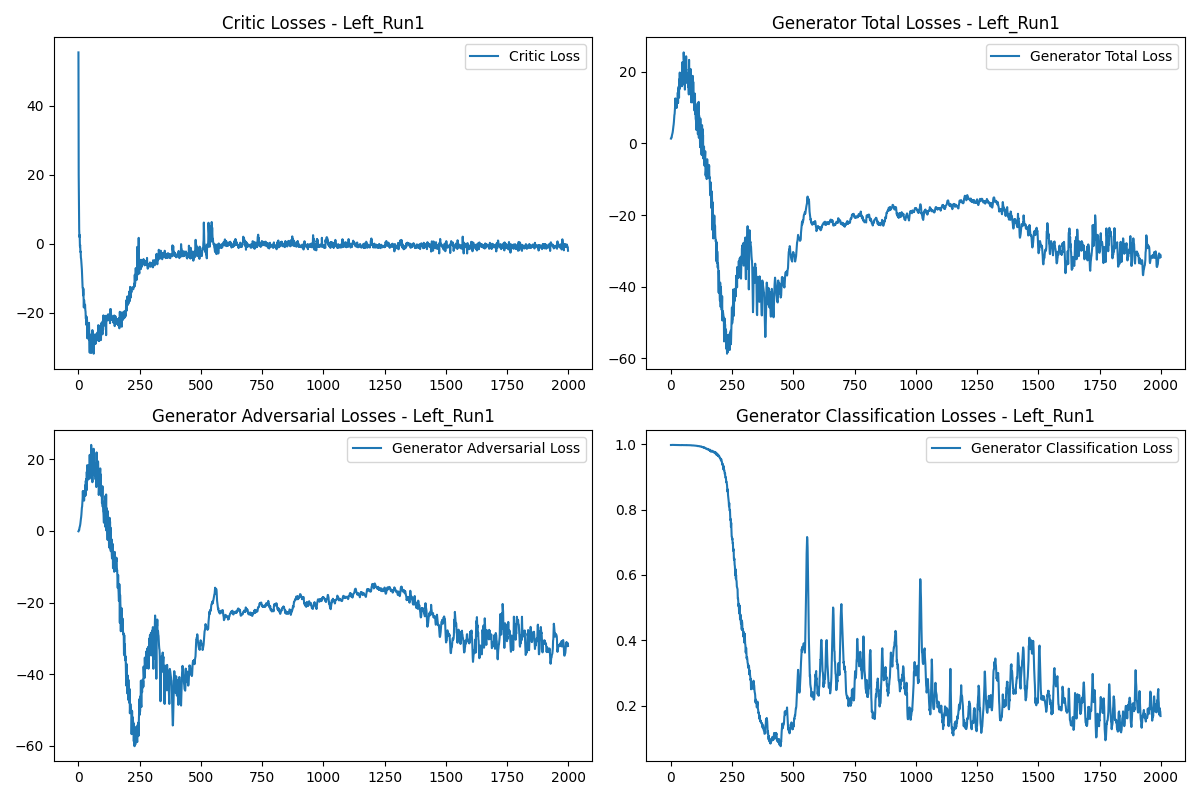 Critic Losses - Left_Run1
Critic Loss
40
20
0
−20
0 250 500 750 1000 1250 1500 1750 2000
Generator Total Losses - Left_Run1
Generator Total Loss
20
0
−20
−40
−60
0 250 500 750 1000 1250 1500 1750 2000
Generator Adversarial Losses - Left_Run1
Generator Adversarial Loss
20
0
−20
−40
−60
0 250 500 750 1000 1250 1500 1750 2000
Generator Classification Losses - Left_Run1
Generator Classification Loss
1.0
0.8
0.6
0.4
0.2
0 250 500 750 1000 1250 1500 1750 2000